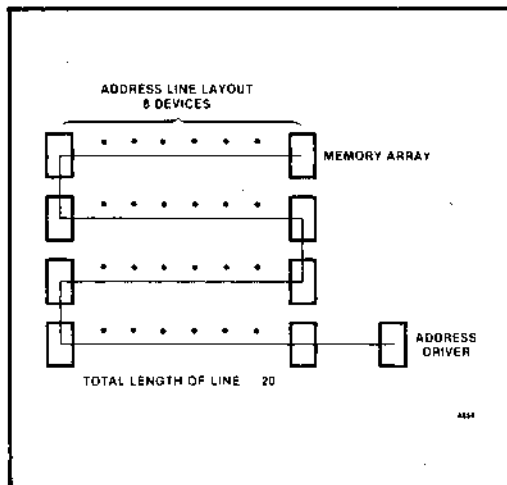 ADDRESS LINE LAYOUT
8 DEVICES
MEMORY ARRAY
ADDRESS
DRIVER
TOTAL LENGTH OF LINE 20